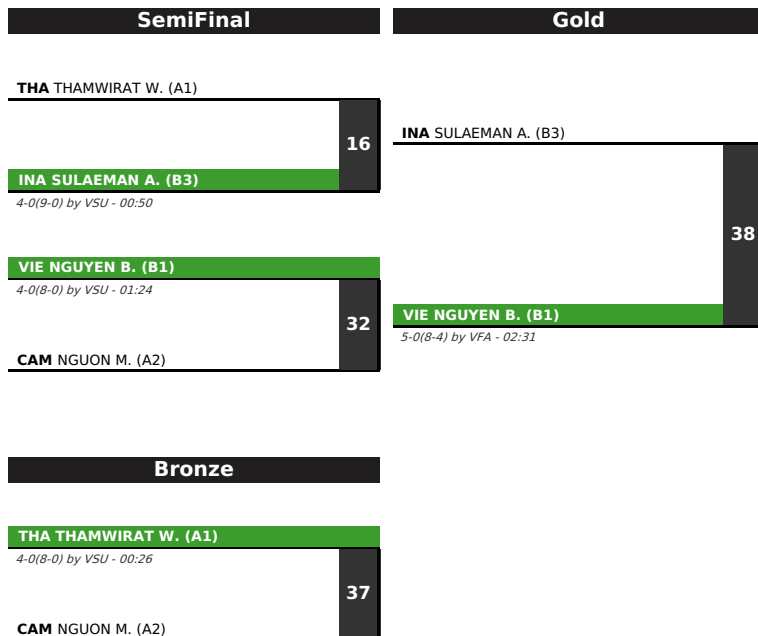 SemiFinal
THA THAMWIRAT W. (A1)
16
INA SULAEMAN A. (B3)
4-0(9-0) by VSU - 00:50
VIE NGUYEN B. (B1)
4-0(8-0) by VSU - 01:24
32
CAM NGUON M. (A2)
Gold
INA SULAEMAN A. (B3)
38
VIE NGUYEN B. (B1)
5-0(8-4) by VFA - 02:31
Bronze
THA THAMWIRAT W. (A1)
4-0(8-0) by VSU - 00:26
37
CAM NGUON M. (A2)